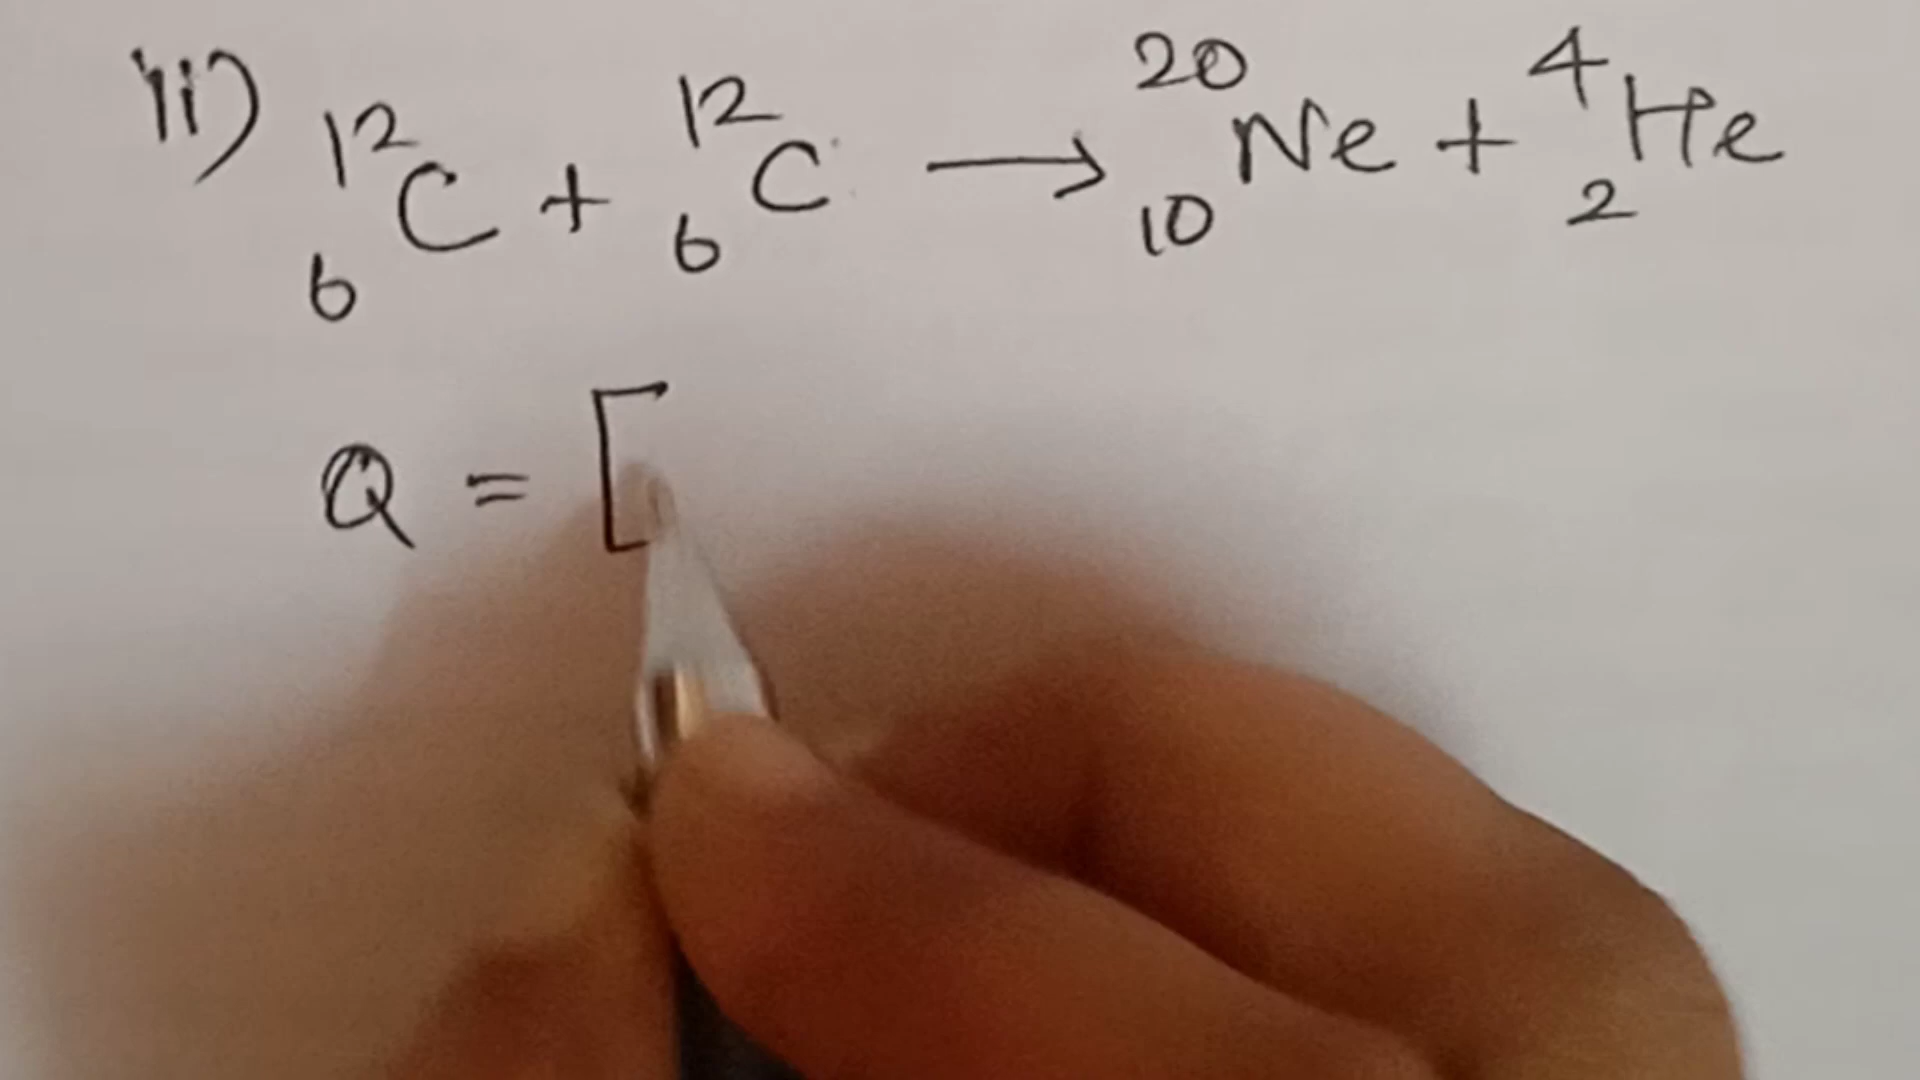 ii) ¹²₆C + ¹²₆C → ²⁰₁₀Ne + ⁴₂He
Q = [